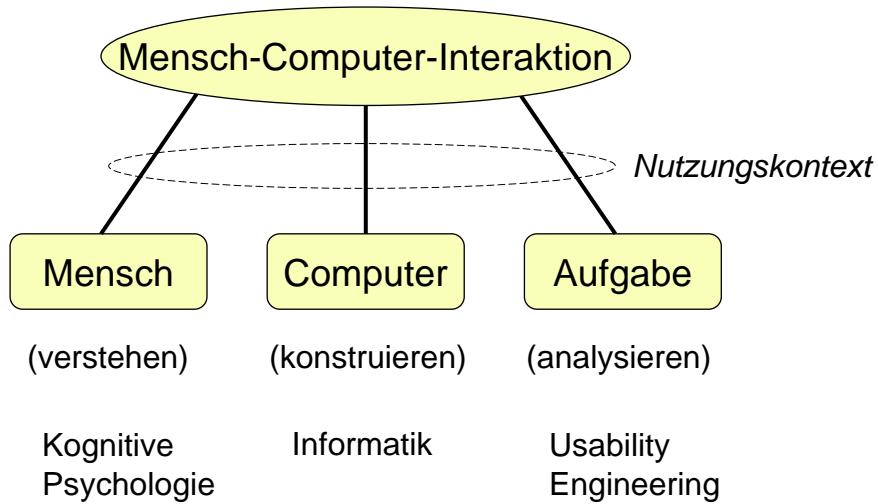 Mensch-Computer-Interaktion
Nutzungskontext
Mensch
Computer
Aufgabe
(verstehen)
(konstruieren)
(analysieren)
Kognitive
Psychologie
Informatik
Usability
Engineering